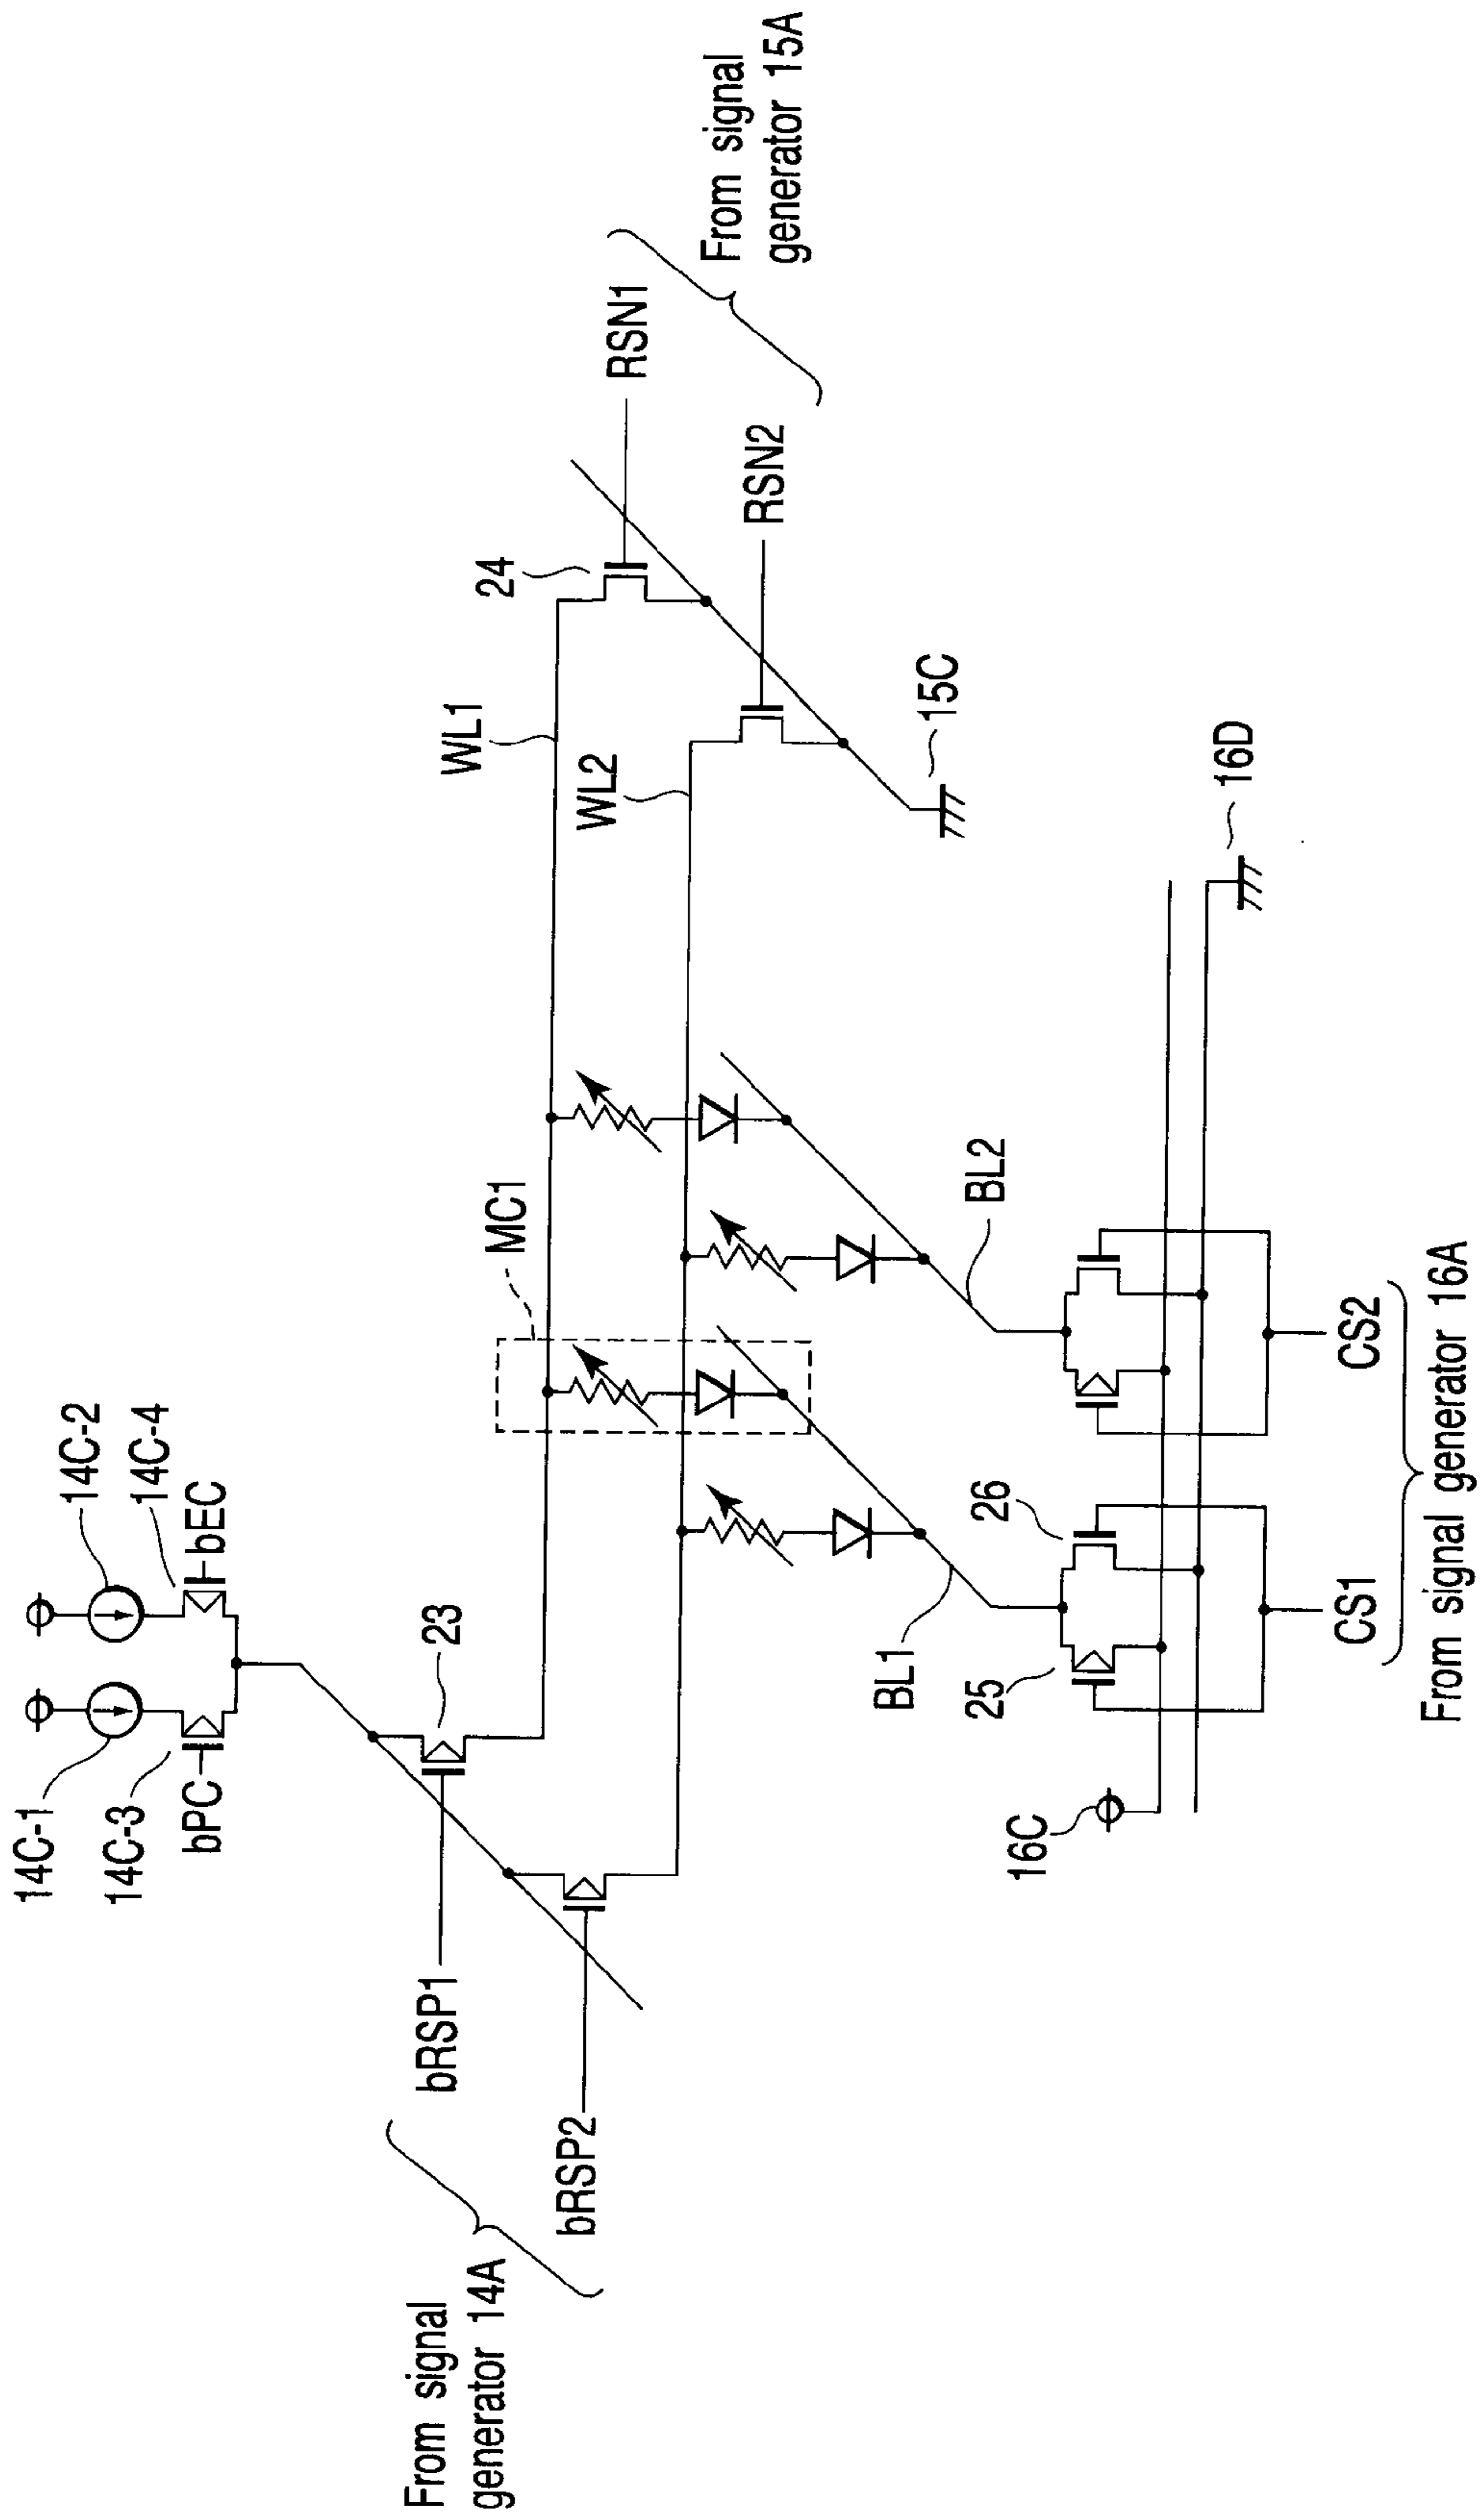 14C-1
14C-2
14C-3
14C-4
bPC
bEC
23
bRSP1
bRSP2
From signal
generator 14A
MC1
WL1
WL2
24
RSN1
RSN2
From signal
generator 15A
15C
BL1
BL2
25
26
16C
16D
CS1
CS2
From signal generator 16A